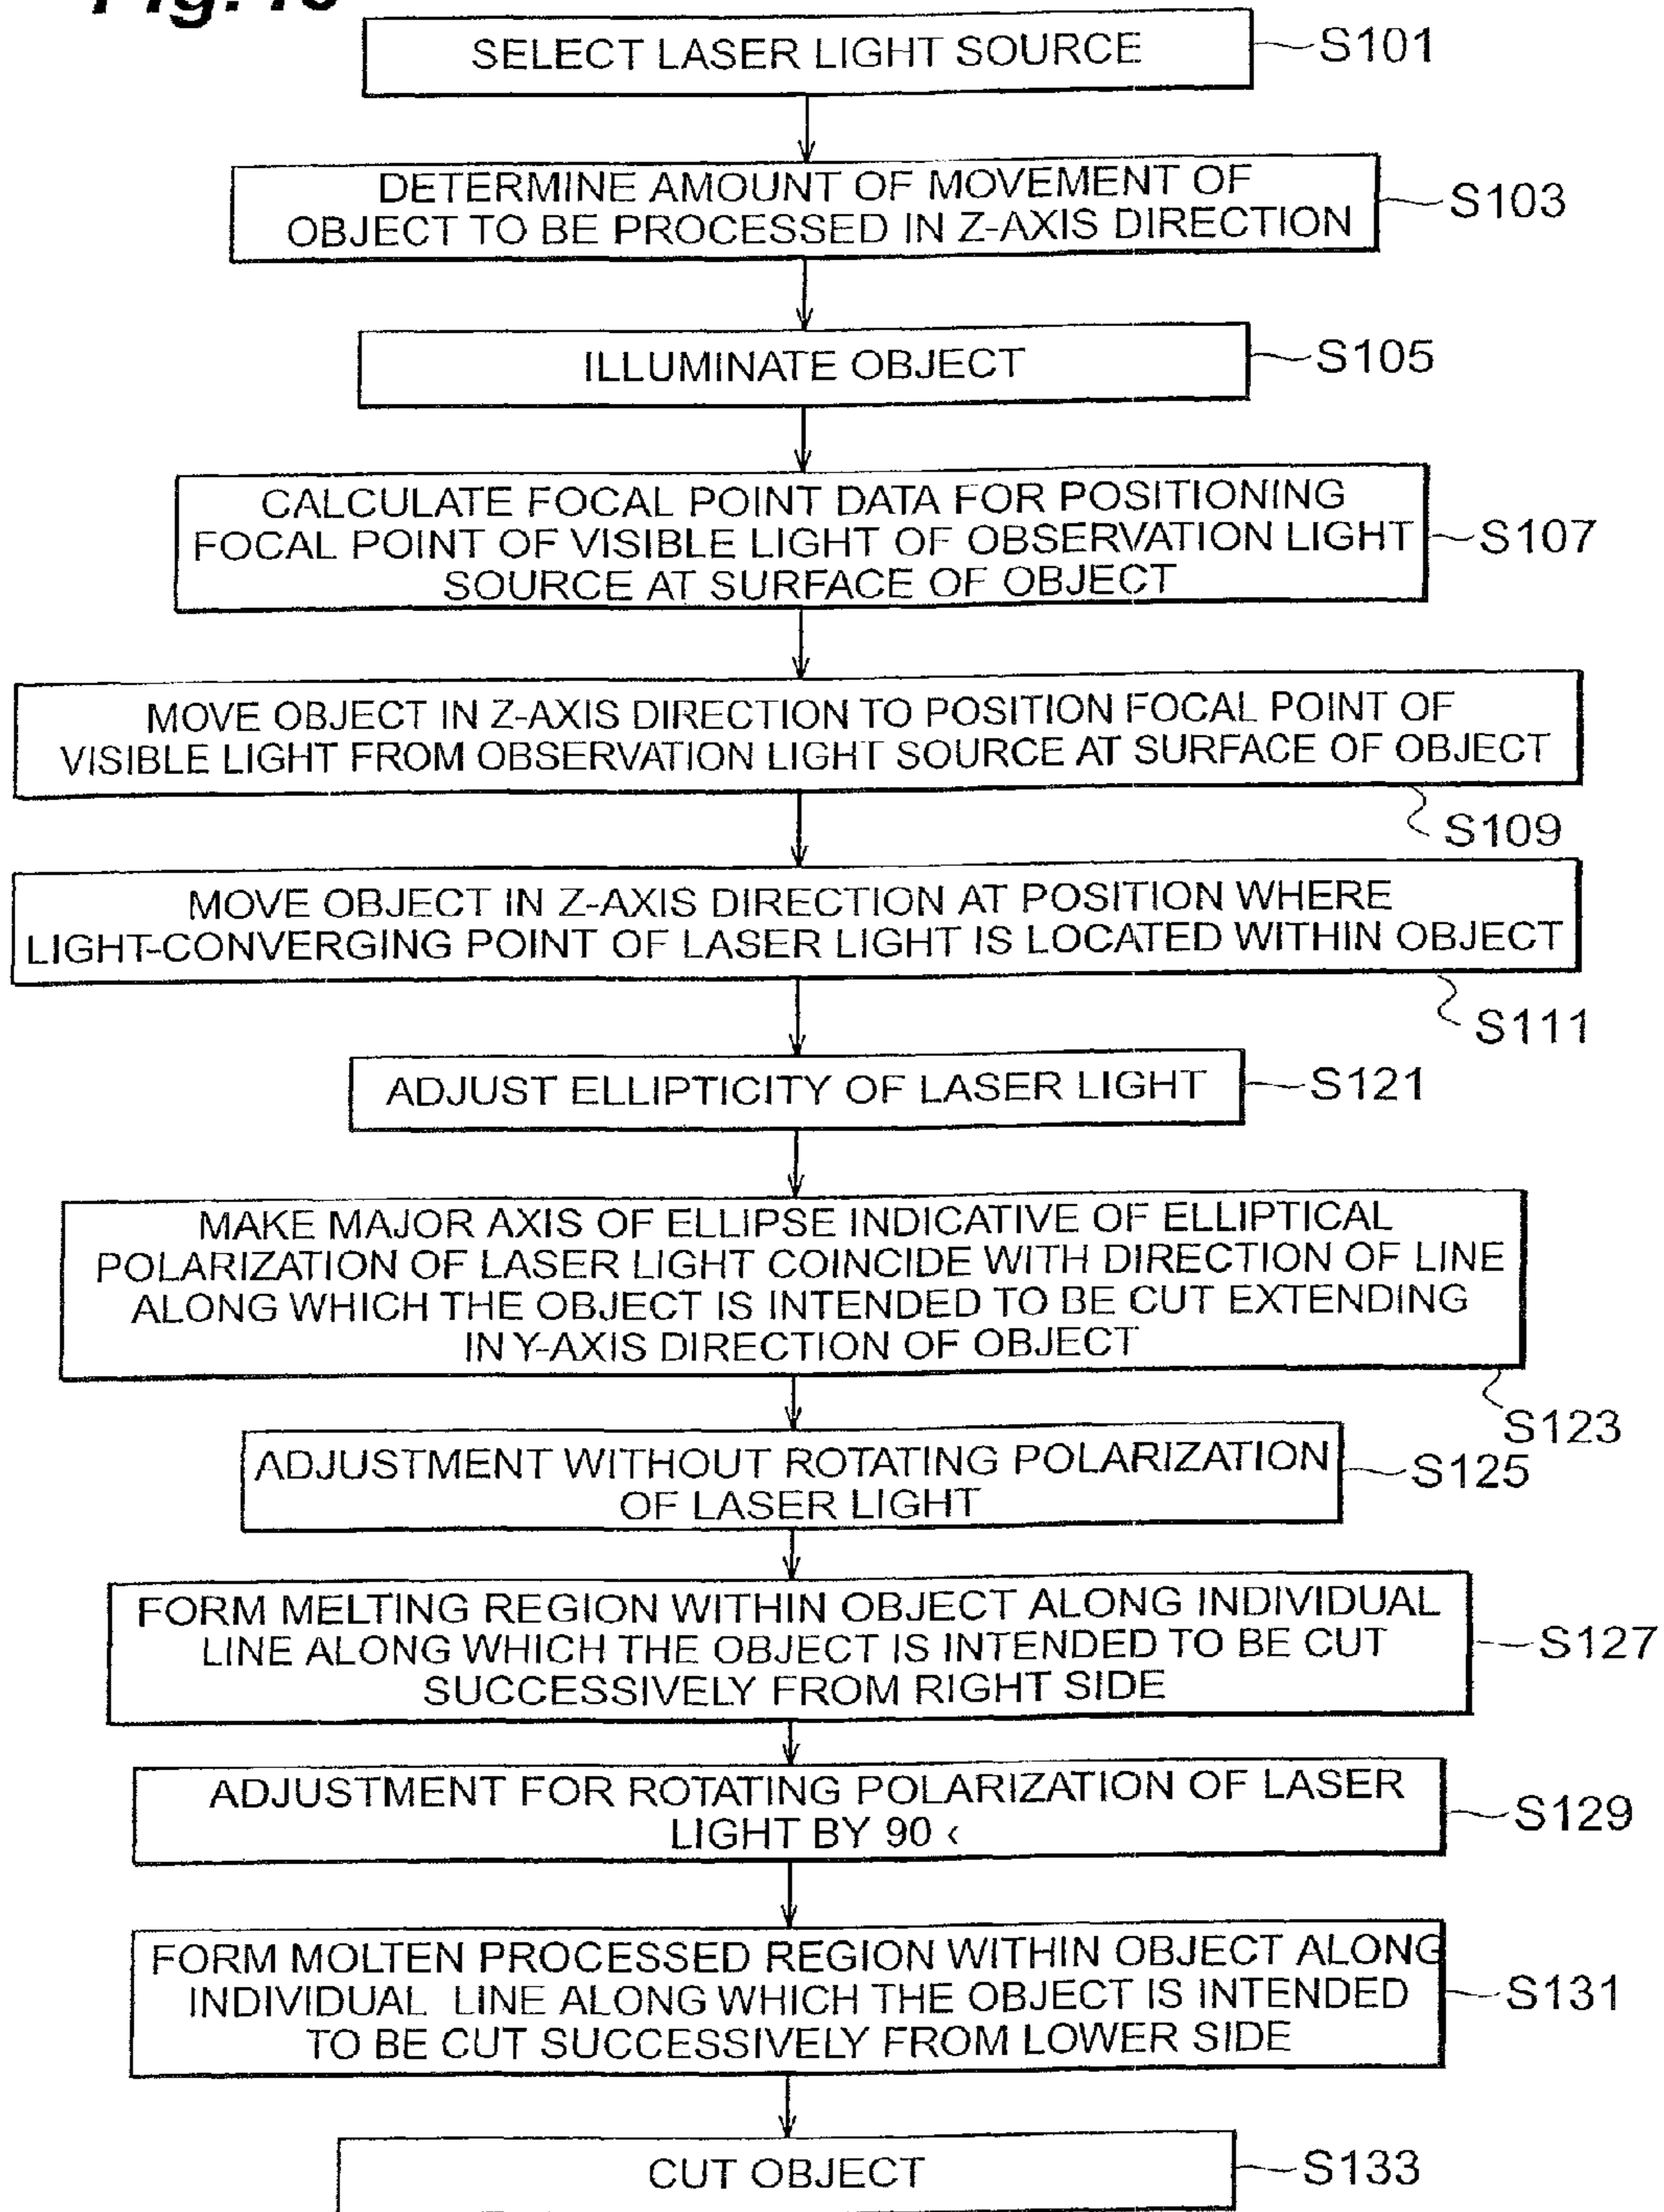 SELECT LASER LIGHT SOURCE
S101
DETERMINE AMOUNT OF MOVEMENT OF
OBJECT TO BE PROCESSED IN Z-AXIS DIRECTION
S103
ILLUMINATE OBJECT
S105
CALCULATE FOCAL POINT DATA FOR POSITIONING
FOCAL POINT OF VISIBLE LIGHT OF OBSERVATION LIGHT
SOURCE AT SURFACE OF OBJECT
S107
MOVE OBJECT IN Z-AXIS DIRECTION TO POSITION FOCAL POINT OF
VISIBLE LIGHT FROM OBSERVATION LIGHT SOURCE AT SURFACE OF OBJECT
S109
MOVE OBJECT IN Z-AXIS DIRECTION AT POSITION WHERE
LIGHT-CONVERGING POINT OF LASER LIGHT IS LOCATED WITHIN OBJECT
S111
ADJUST ELLIPTICITY OF LASER LIGHT
S121
MAKE MAJOR AXIS OF ELLIPSE INDICATIVE OF ELLIPTICAL
POLARIZATION OF LASER LIGHT COINCIDE WITH DIRECTION OF LINE
ALONG WHICH THE OBJECT IS INTENDED TO BE CUT EXTENDING
IN Y-AXIS DIRECTION OF OBJECT
S123
ADJUSTMENT WITHOUT ROTATING POLARIZATION
OF LASER LIGHT
S125
FORM MELTING REGION WITHIN OBJECT ALONG INDIVIDUAL
LINE ALONG WHICH THE OBJECT IS INTENDED TO BE CUT
SUCCESSIVELY FROM RIGHT SIDE
S127
ADJUSTMENT FOR ROTATING POLARIZATION OF LASER
LIGHT BY 90 ‹
S129
FORM MOLTEN PROCESSED REGION WITHIN OBJECT ALONG
INDIVIDUAL LINE ALONG WHICH THE OBJECT IS INTENDED
TO BE CUT SUCCESSIVELY FROM LOWER SIDE
S131
CUT OBJECT
S133